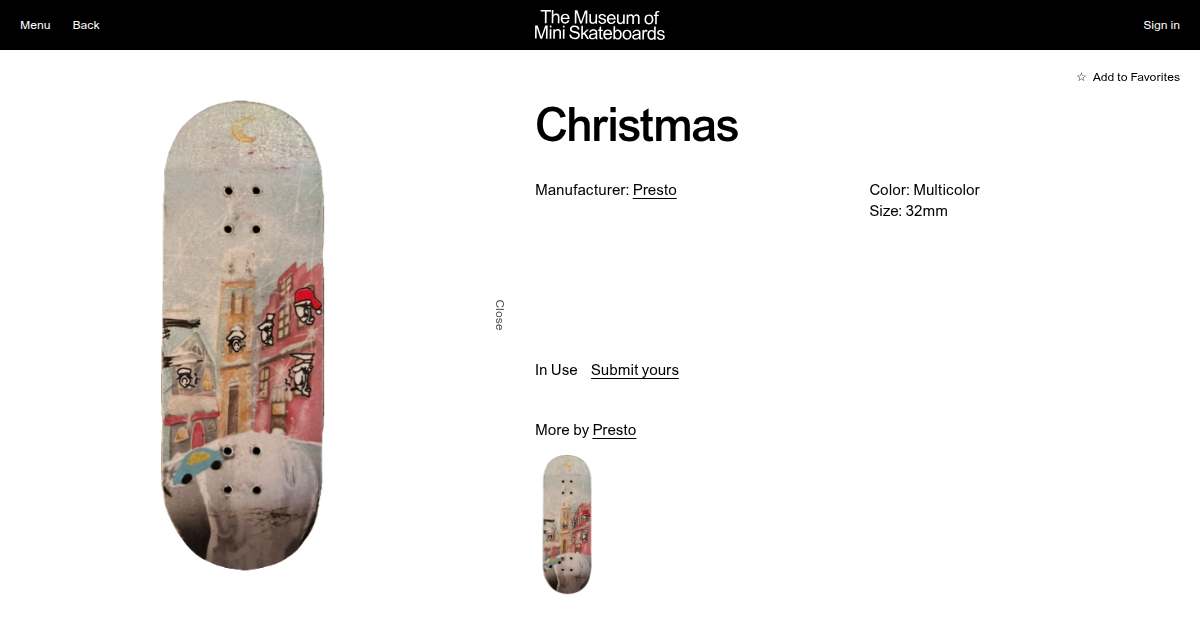 Menu
Back
The Museum of
Mini Skateboards
Sign in
☆ Add to Favorites
Christmas
Manufacturer: Presto
Color: Multicolor
Size: 32mm
Close
In Use
Submit yours
More by Presto